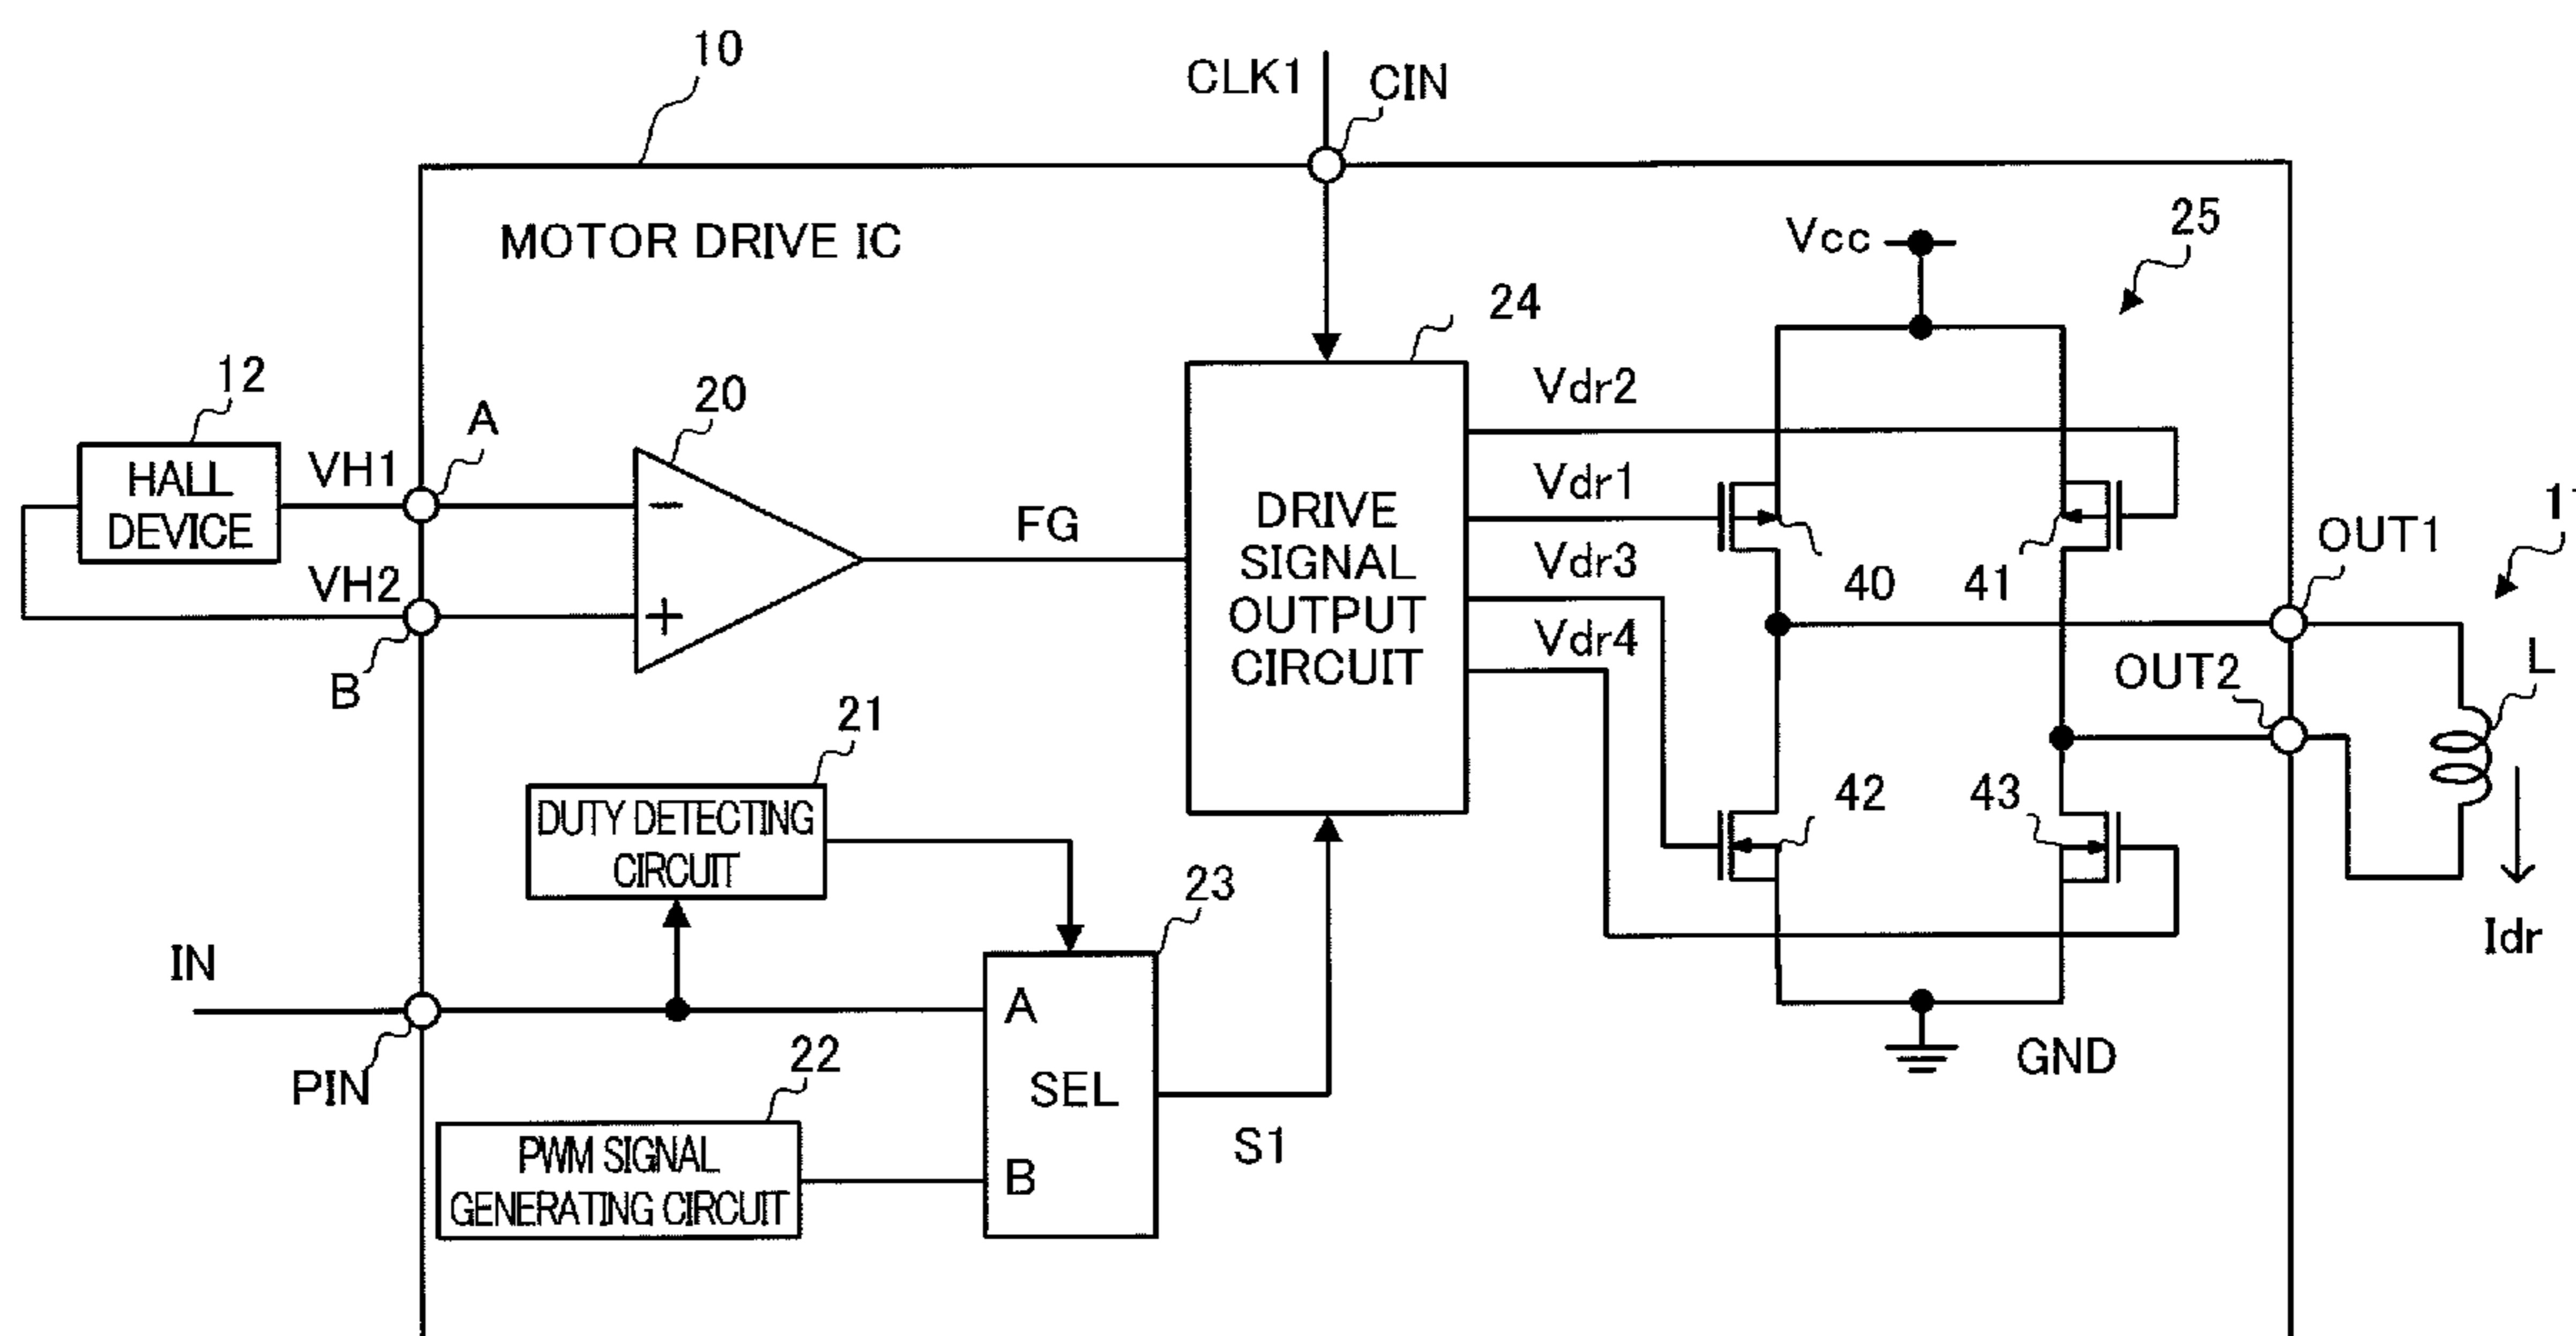 10
CLK1
CIN
MOTOR DRIVE IC
Vcc
25
24
12
HALL
DEVICE
VH1
A
VH2
B
20
−
+
FG
DRIVE
SIGNAL
OUTPUT
CIRCUIT
Vdr2
Vdr1
Vdr3
Vdr4
40
41
OUT1
OUT2
L
Idr
42
43
GND
21
DUTY DETECTING
CIRCUIT
23
IN
PIN
A
SEL
B
S1
22
PWM SIGNAL
GENERATING CIRCUIT